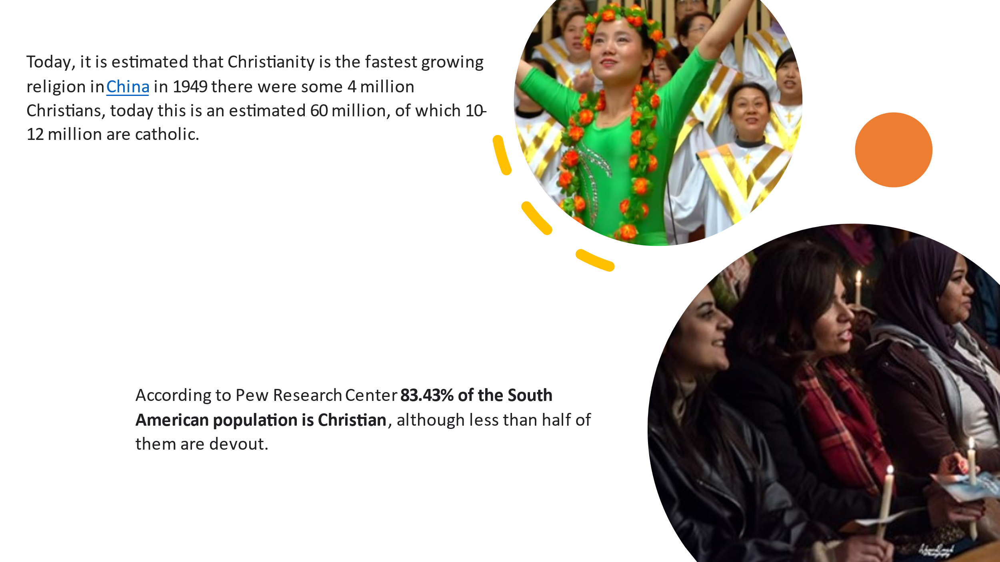 Today, it is estimated that Christianity is the fastest growing
religion in China in 1949 there were some 4 million
Christians, today this is an estimated 60 million, of which 10-
12 million are catholic.
According to Pew Research Center 83.43% of the South
American population is Christian, although less than half of
them are devout.